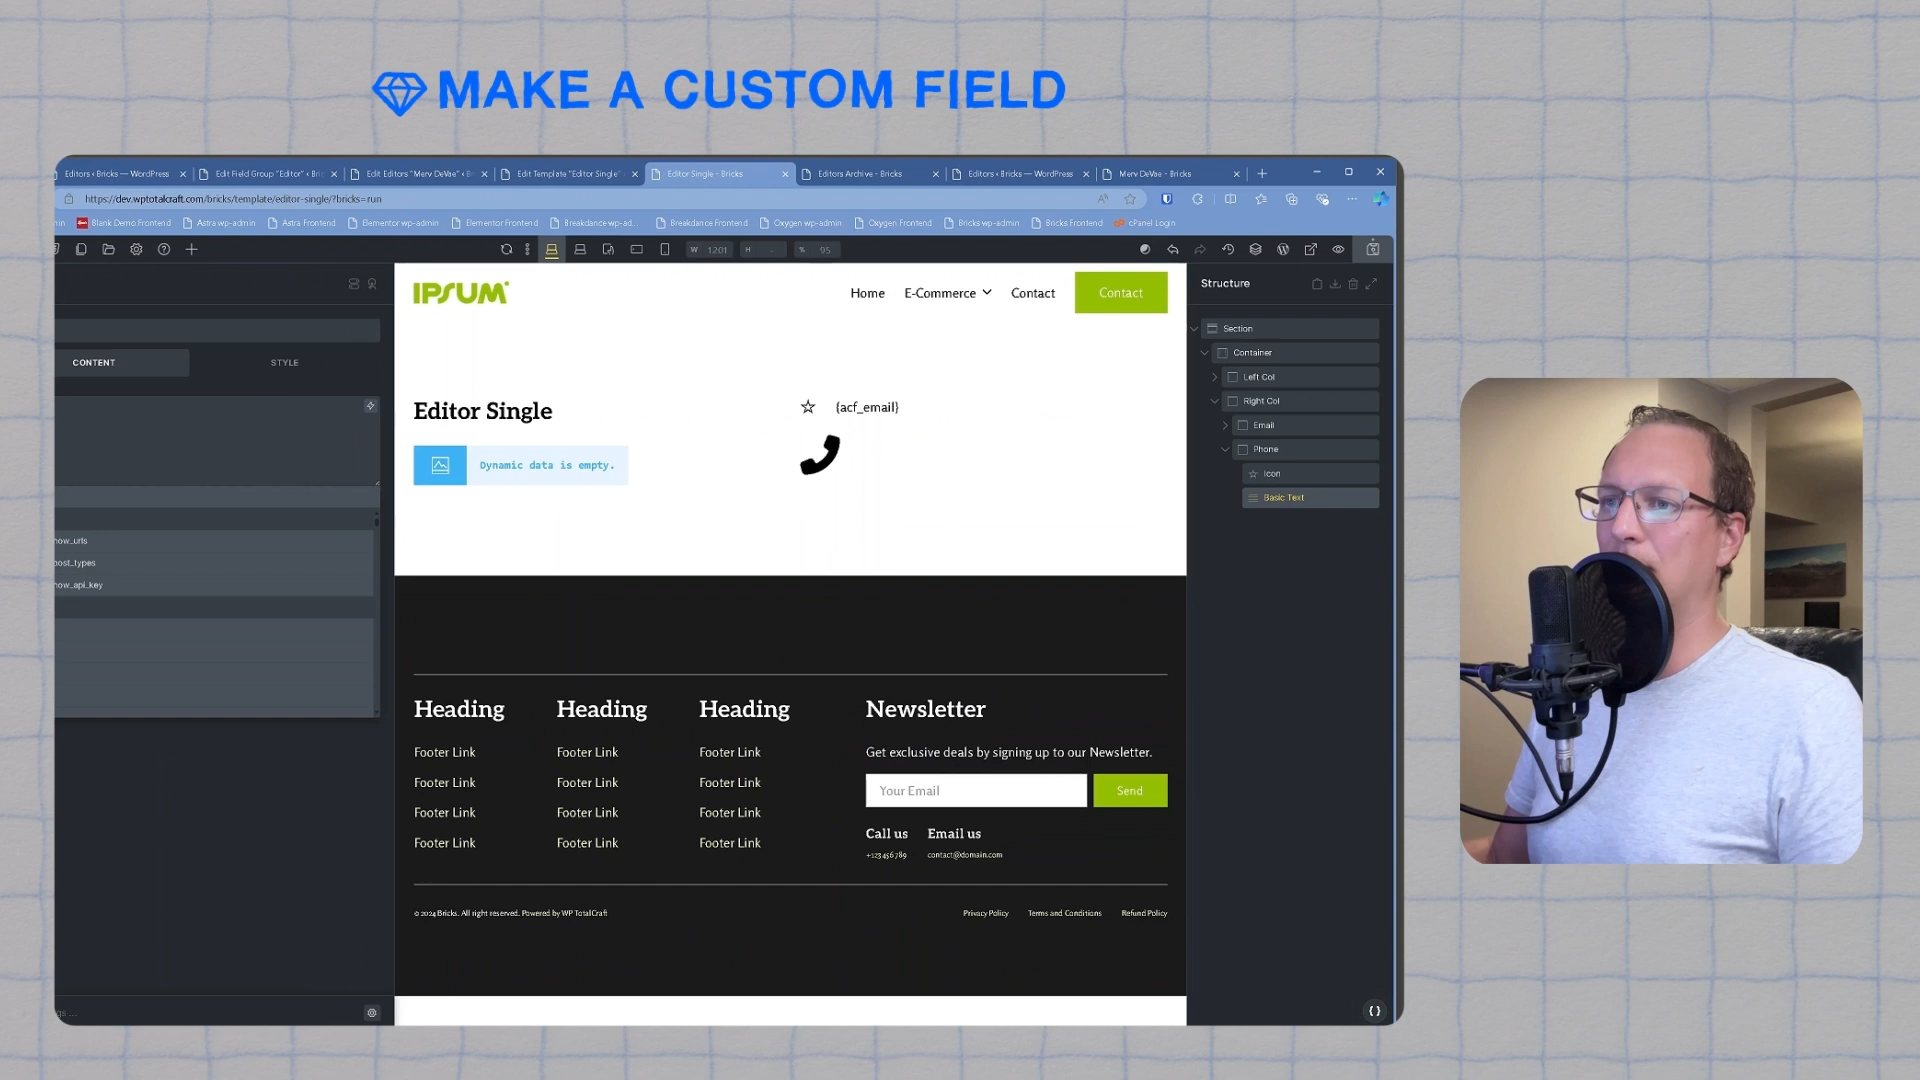 MAKE A CUSTOM FIELD
Editors ‹ Bricks — WordPress
Edit Field Group "Editor" ‹ Bri
Edit Editors "Merv DeVae" ‹ B
Edit Template "Editor Single"
Editor Single - Bricks
Editors Archive - Bricks
Editors ‹ Bricks — WordPress
Merv DeVae - Bricks
https://dev.wptotalcraft.com/bricks/template/editor-single/?bricks=run
Blank Demo Frontend
Astra wp-admin
Astra Frontend
Elementor wp-admin
Elementor Frontend
Breakdance wp-ad...
Breakdance Frontend
Oxygen wp-admin
Oxygen Frontend
Bricks wp-admin
Bricks Frontend
cPanel Login
W 1201
H -
% 95
CONTENT
STYLE
now_urls
post_types
now_api_key
IPSUM
Home
E-Commerce
Contact
Contact
Editor Single
Dynamic data is empty.
{acf_email}
Structure
Section
Container
Left Col
Right Col
Email
Phone
Icon
Basic Text
Heading
Heading
Heading
Newsletter
Footer Link
Footer Link
Footer Link
Get exclusive deals by signing up to our Newsletter.
Footer Link
Footer Link
Footer Link
Your Email
Send
Footer Link
Footer Link
Footer Link
Call us
Email us
Footer Link
Footer Link
Footer Link
+123 456 789
contact@domain.com
© 2024 Bricks. All right reserved. Powered by WP TotalCraft
Privacy Policy
Terms and Conditions
Refund Policy
{}